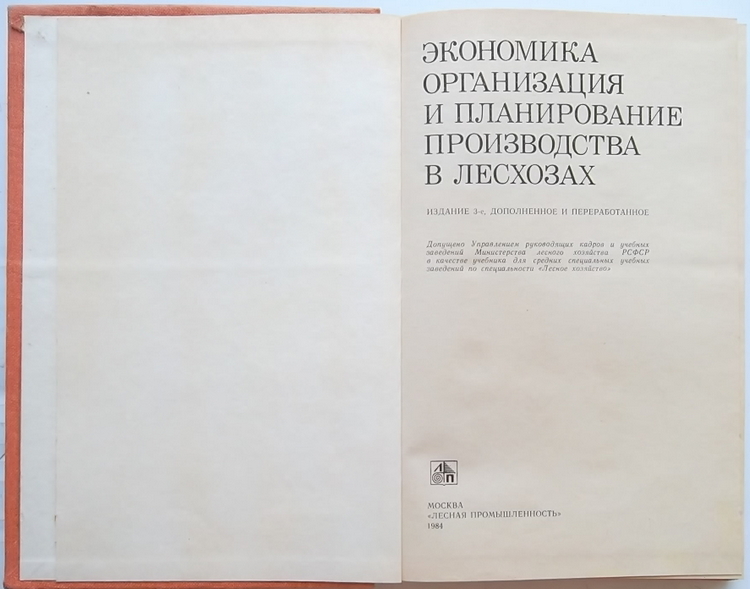 ЭКОНОМИКА
ОРГАНИЗАЦИЯ
И ПЛАНИРОВАНИЕ
ПРОИЗВОДСТВА
В ЛЕСХОЗАХ
ИЗДАНИЕ 3-е, ДОПОЛНЕННОЕ И ПЕРЕРАБОТАННОЕ
Допущено Управлением руководящих кадров и учебных
заведений Министерства лесного хозяйства РСФСР
в качестве учебника для средних специальных учебных
заведений по специальности «Лесное хозяйство»
ЛП
МОСКВА
«ЛЕСНАЯ ПРОМЫШЛЕННОСТЬ»
1984